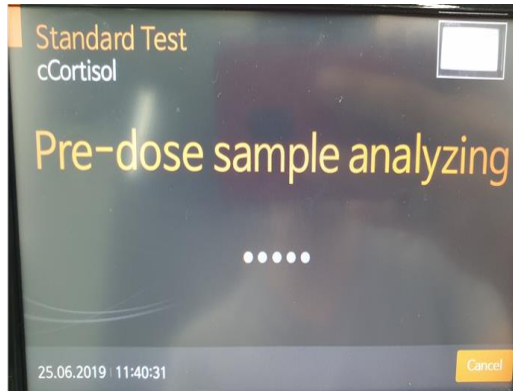 Standard Test
cCortisol
Pre-dose sample analyzing
25.06.2019 | 11:40:31
Cancel